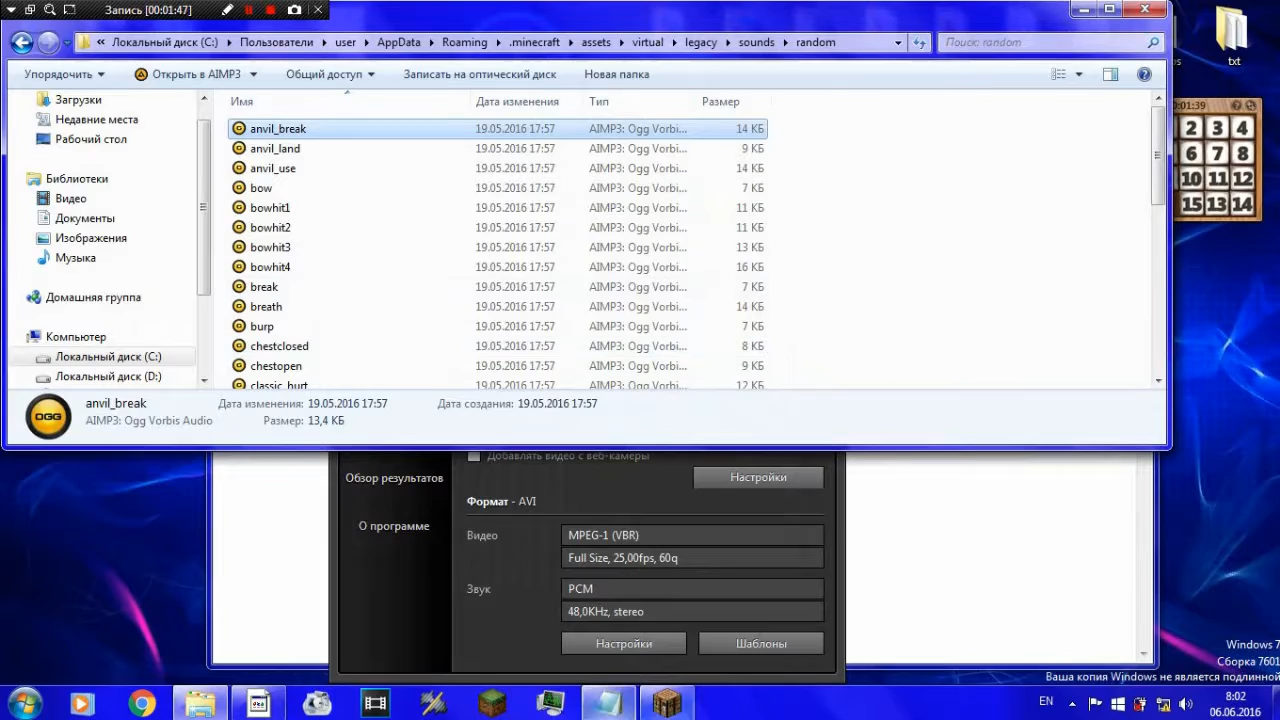 Запись [00:01:47]
« Локальный диск (C:) ▸ Пользователи ▸ user ▸ AppData ▸ Roaming ▸ .minecraft ▸ assets ▸ virtual ▸ legacy ▸ sounds ▸ random
Поиск: random
txt
Упорядочить
Открыть в AIMP3
Общий доступ
Записать на оптический диск
Новая папка
Загрузки
Недавние места
Рабочий стол
Библиотеки
Видео
Документы
Изображения
Музыка
Домашняя группа
Компьютер
Локальный диск (C:)
Локальный диск (D:)
Имя Дата изменения Тип Размер
anvil_break 19.05.2016 17:57 AIMP3: Ogg Vorbi... 14 КБ
anvil_land 19.05.2016 17:57 AIMP3: Ogg Vorbi... 9 КБ
anvil_use 19.05.2016 17:57 AIMP3: Ogg Vorbi... 14 КБ
bow 19.05.2016 17:57 AIMP3: Ogg Vorbi... 7 КБ
bowhit1 19.05.2016 17:57 AIMP3: Ogg Vorbi... 11 КБ
bowhit2 19.05.2016 17:57 AIMP3: Ogg Vorbi... 11 КБ
bowhit3 19.05.2016 17:57 AIMP3: Ogg Vorbi... 13 КБ
bowhit4 19.05.2016 17:57 AIMP3: Ogg Vorbi... 16 КБ
break 19.05.2016 17:57 AIMP3: Ogg Vorbi... 7 КБ
breath 19.05.2016 17:57 AIMP3: Ogg Vorbi... 14 КБ
burp 19.05.2016 17:57 AIMP3: Ogg Vorbi... 7 КБ
chestclosed 19.05.2016 17:57 AIMP3: Ogg Vorbi... 8 КБ
chestopen 19.05.2016 17:57 AIMP3: Ogg Vorbi... 9 КБ
classic_hurt 19.05.2016 17:57 AIMP3: Ogg Vorbi... 12 КБ
:01:39
2 3 4
6 7 8
10 11 12
15 13 14
OGG
anvil_break Дата изменения: 19.05.2016 17:57 Дата создания: 19.05.2016 17:57
AIMP3: Ogg Vorbis Audio Размер: 13,4 КБ
Добавлять видео с веб-камеры
Обзор результатов
Настройки
Формат - AVI
О программе
Видео MPEG-1 (VBR)
Full Size, 25,00fps, 60q
Звук PCM
48,0KHz, stereo
Настройки Шаблоны
Windows 7
Сборка 7601
Ваша копия Windows не является подлинной
EN
8:02
06.06.2016